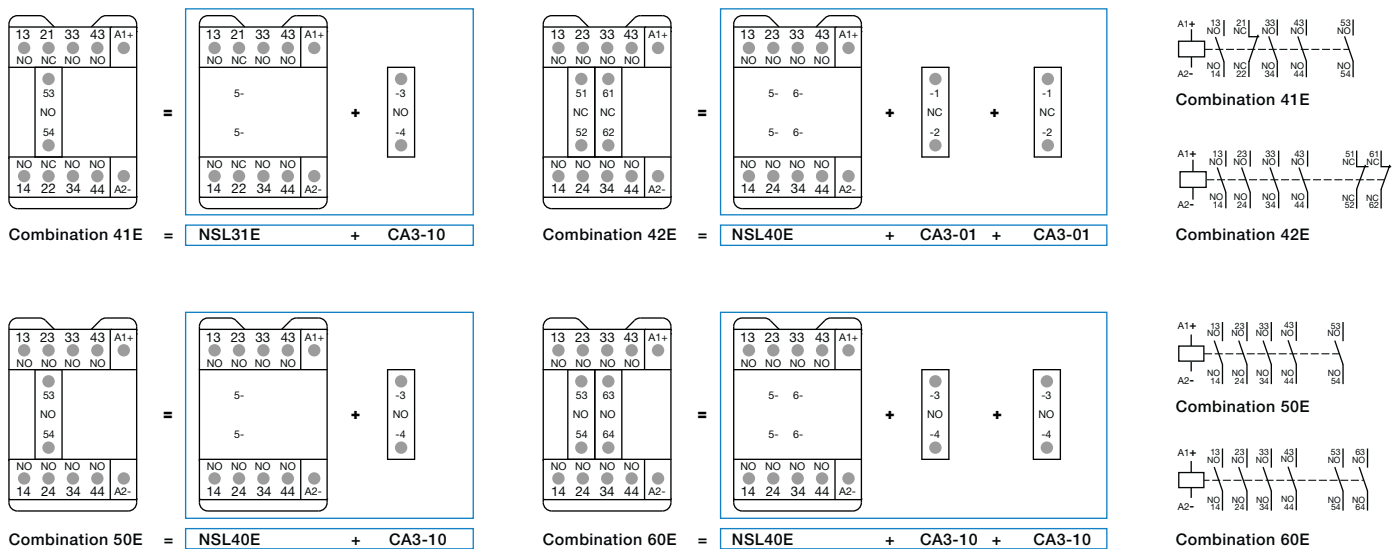 13 21 33 43 A1+
NO NC NO NO
53
NO
54
NO NC NO NO
14 22 34 44 A2-
=
13 21 33 43 A1+
NO NC NO NO
5-
5-
NO NC NO NO
14 22 34 44 A2-
+
-3
NO
-4
Combination 41E = NSL31E + CA3-10
13 23 33 43 A1+
NO NO NO NO
51 61
NC NC
52 62
NO NO NO NO
14 24 34 44 A2-
=
13 23 33 43 A1+
NO NO NO NO
5- 6-
5- 6-
NO NO NO NO
14 24 34 44 A2-
+
-1
NC
-2
+
-1
NC
-2
Combination 42E = NSL40E + CA3-01 + CA3-01
A1+ 13 21 33 43 53
NO NC NO NO NO
NO NC NO NO NO
A2- 14 22 34 44 54
Combination 41E
A1+ 13 23 33 43 51 61
NO NO NO NO NC NC
NO NO NO NO NC NC
A2- 14 24 34 44 52 62
Combination 42E
13 23 33 43 A1+
NO NO NO NO
53
NO
54
NO NO NO NO
14 24 34 44 A2-
=
13 23 33 43 A1+
NO NO NO NO
5-
5-
NO NO NO NO
14 24 34 44 A2-
+
-3
NO
-4
Combination 50E = NSL40E + CA3-10
13 23 33 43 A1+
NO NO NO NO
53 63
NO NO
54 64
NO NO NO NO
14 24 34 44 A2-
=
13 23 33 43 A1+
NO NO NO NO
5- 6-
5- 6-
NO NO NO NO
14 24 34 44 A2-
+
-3
NO
-4
+
-3
NO
-4
Combination 60E = NSL40E + CA3-10 + CA3-10
A1+ 13 23 33 43 53
NO NO NO NO NO
NO NO NO NO NO
A2- 14 24 34 44 54
Combination 50E
A1+ 13 23 33 43 53 63
NO NO NO NO NO NO
NO NO NO NO NO NO
A2- 14 24 34 44 54 64
Combination 60E